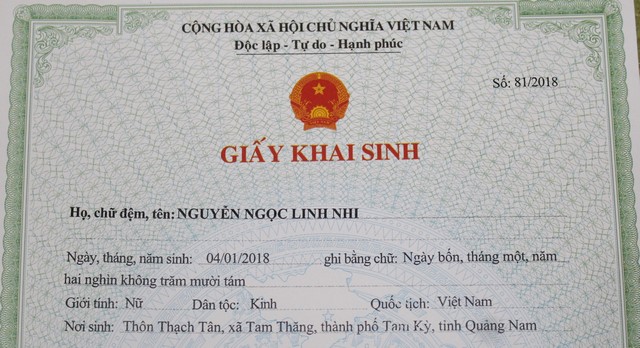 CỘNG HÒA XÃ HỘI CHỦ NGHĨA VIỆT NAM
Độc lập - Tự do - Hạnh phúc
Số: 81/2018
GIẤY KHAI SINH
Họ, chữ đệm, tên: NGUYỄN NGỌC LINH NHI
Ngày, tháng, năm sinh: 04/01/2018 ghi bằng chữ: Ngày bốn, tháng một, năm
hai nghìn không trăm mười tám
Giới tính: Nữ Dân tộc: Kinh Quốc tịch: Việt Nam
Nơi sinh: Thôn Thạch Tân, xã Tam Thăng, thành phố Tam Kỳ, tỉnh Quảng Nam